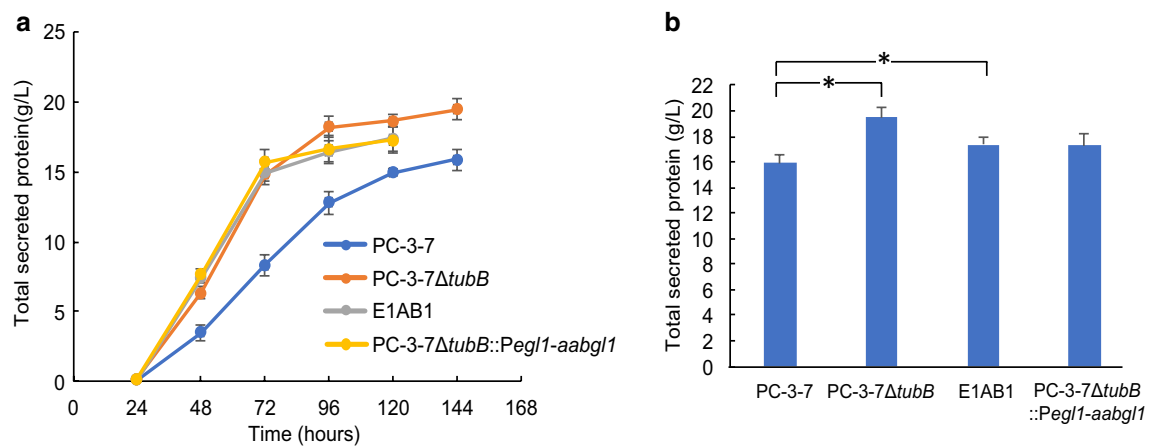 a
Total secreted protein(g/L)
25
20
15
10
5
0
0 24 48 72 96 120 144 168
Time (hours)
PC-3-7
PC-3-7ΔtubB
E1AB1
PC-3-7ΔtubB::Pegl1-aabgl1
b
Total secreted protein (g/L)
22
20
18
16
14
12
10
8
6
4
2
0
*
*
PC-3-7 PC-3-7ΔtubB E1AB1 PC-3-7ΔtubB
::Pegl1-aabgl1